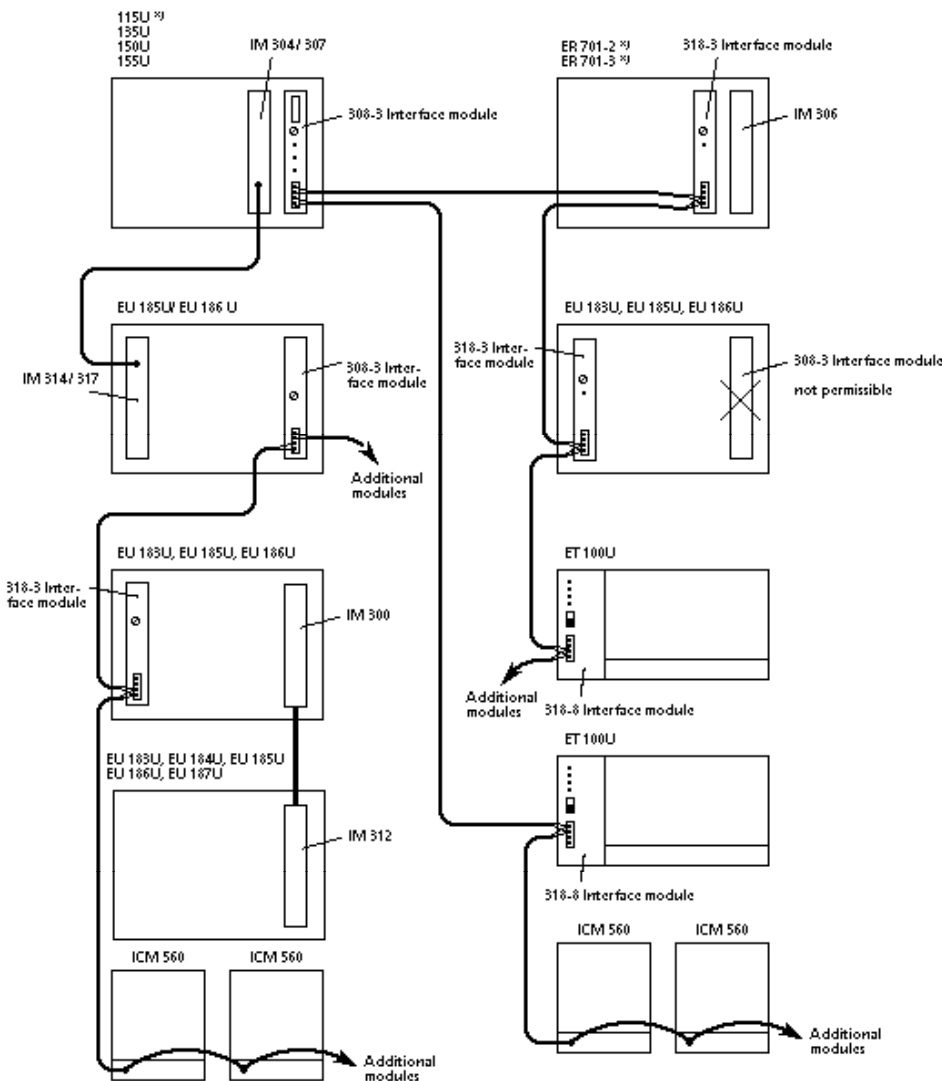 115U *)
135U
150U
155U
IM 304/ 307
308-3 Interface module
ER 701-2 *)
ER 701-3 *)
318-3 Interface module
IM 306
EU 185U/ EU 186 U
IM 314/ 317
308-3 Inter-
face module
Additional
modules
EU 183U, EU 185U, EU 186U
318-3 Inter-
face module
308-3 Interface module
not permissible
EU 183U, EU 185U, EU 186U
318-3 Inter-
face module
IM 300
ET 100U
Additional
modules
318-8 Interface module
EU 183U, EU 184U, EU 185U
EU 186U, EU 187U
IM 312
ET 100U
318-8 Interface module
ICM 560
ICM 560
Additional
modules
ICM 560
ICM 560
Additional
modules